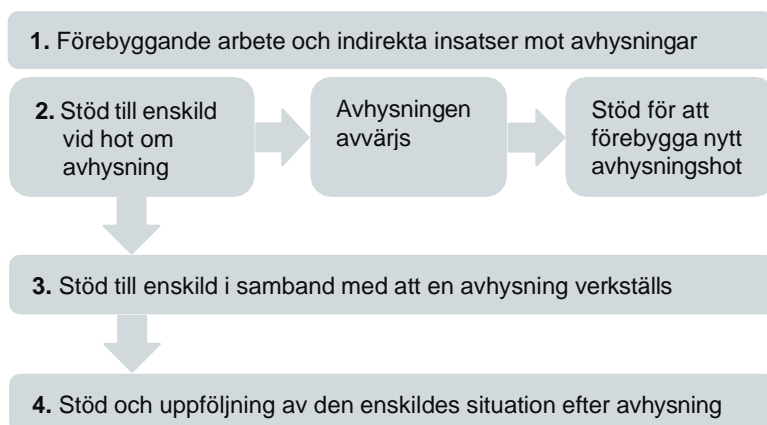 1. Förebyggande arbete och indirekta insatser mot avhysningar
2. Stöd till enskild
vid hot om
avhysning
Avhysningen
avvärjs
Stöd för att
förebygga nytt
avhysningshot
3. Stöd till enskild i samband med att en avhysning verkställs
4. Stöd och uppföljning av den enskildes situation efter avhysning